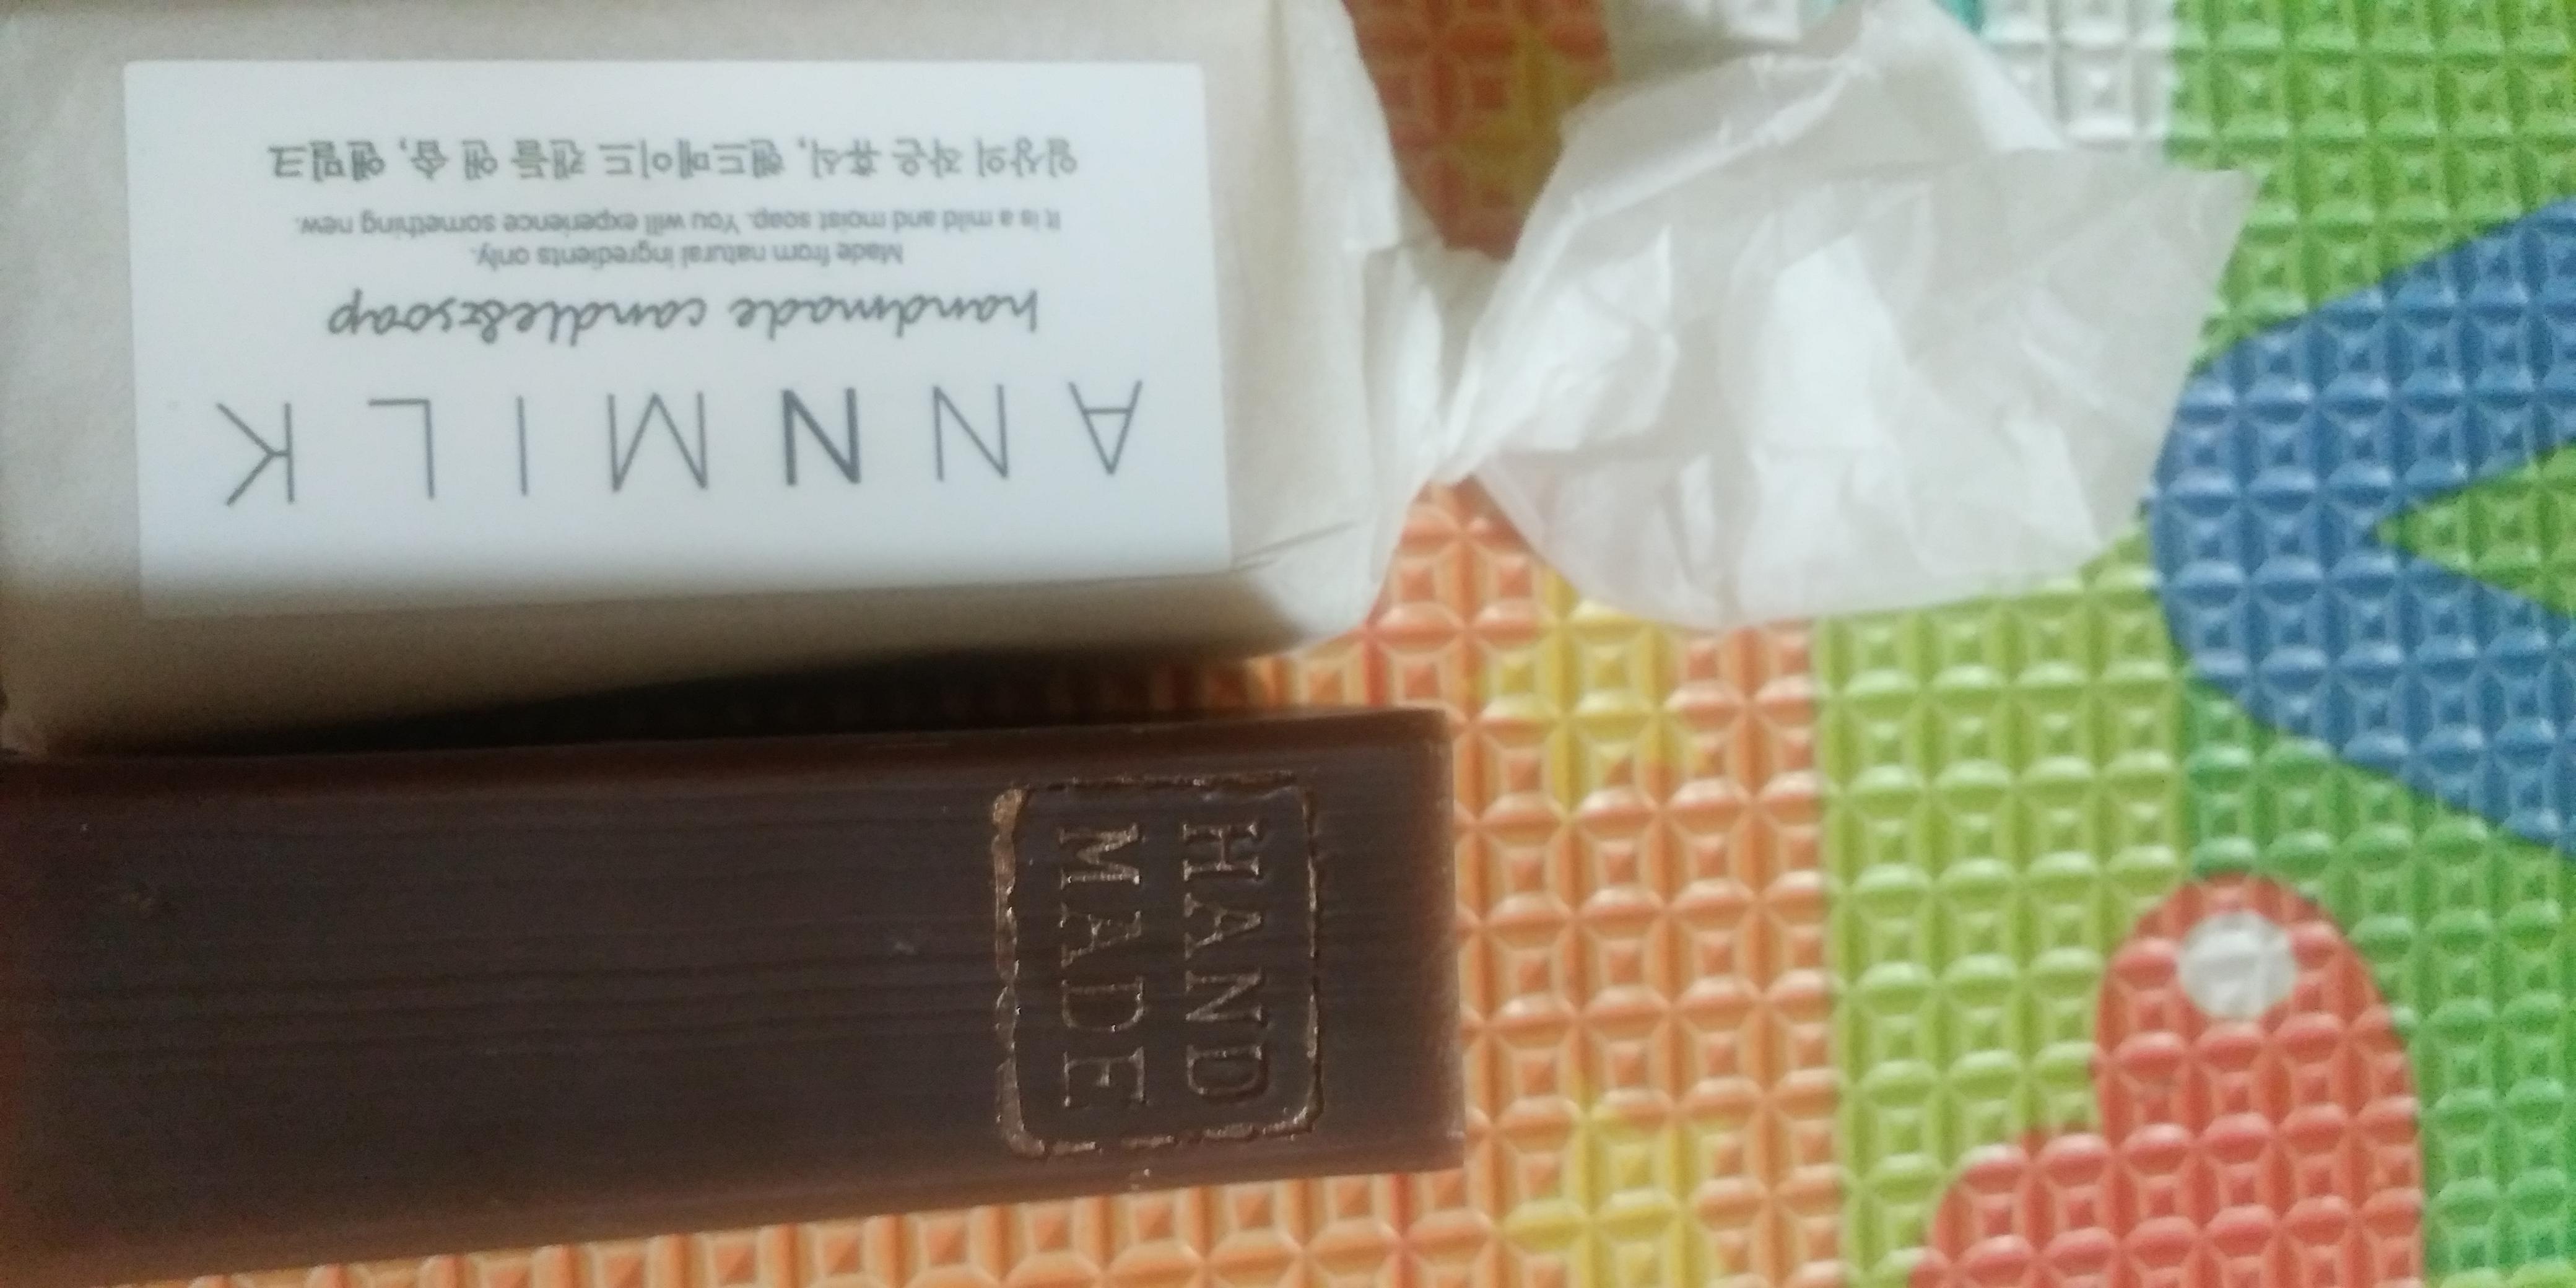 ANNMILK
handmade candle&soap
Made from natural ingredients only.
It is a mild and moist soap. You will experience something new.
일상의 작은 휴식, 핸드메이드 캔들 앤 솝, 앤밀크
HAND
MADE